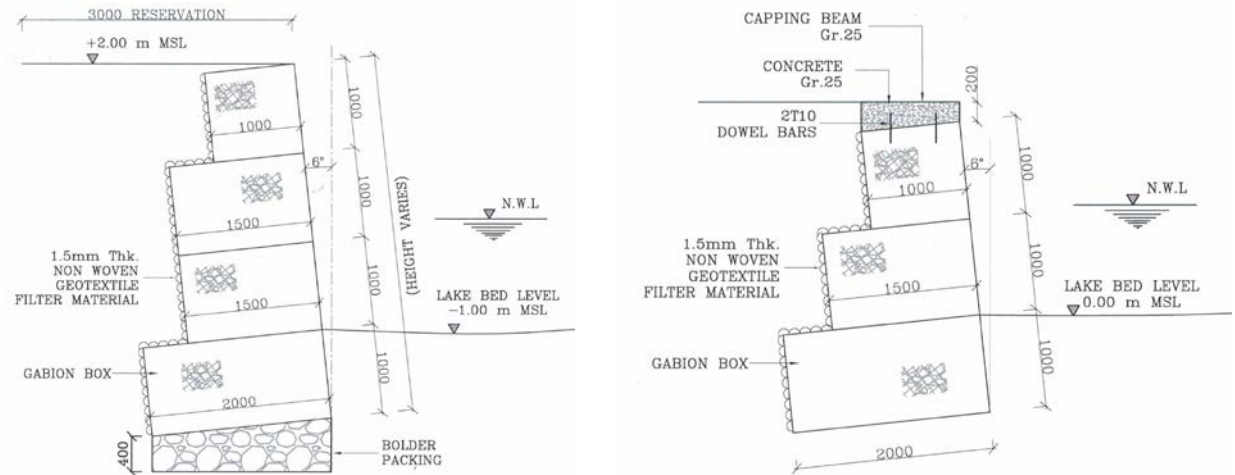 3000 RESERVATION
+2.00 m MSL
1000
1000
6°
1000
1500
1000
(HEIGHT VARIES)
N.W.L
1.5mm Thk.
NON WOVEN
GEOTEXTILE
FILTER MATERIAL
1500
LAKE BED LEVEL
-1.00 m MSL
1000
GABION BOX
2000
1000
400
BOLDER
PACKING
CAPPING BEAM
Gr.25
CONCRETE
Gr.25
200
2T10
DOWEL BARS
6°
1000
1000
N.W.L
1.5mm Thk.
NON WOVEN
GEOTEXTILE
FILTER MATERIAL
1500
1000
LAKE BED LEVEL
0.00 m MSL
GABION BOX
1000
2000